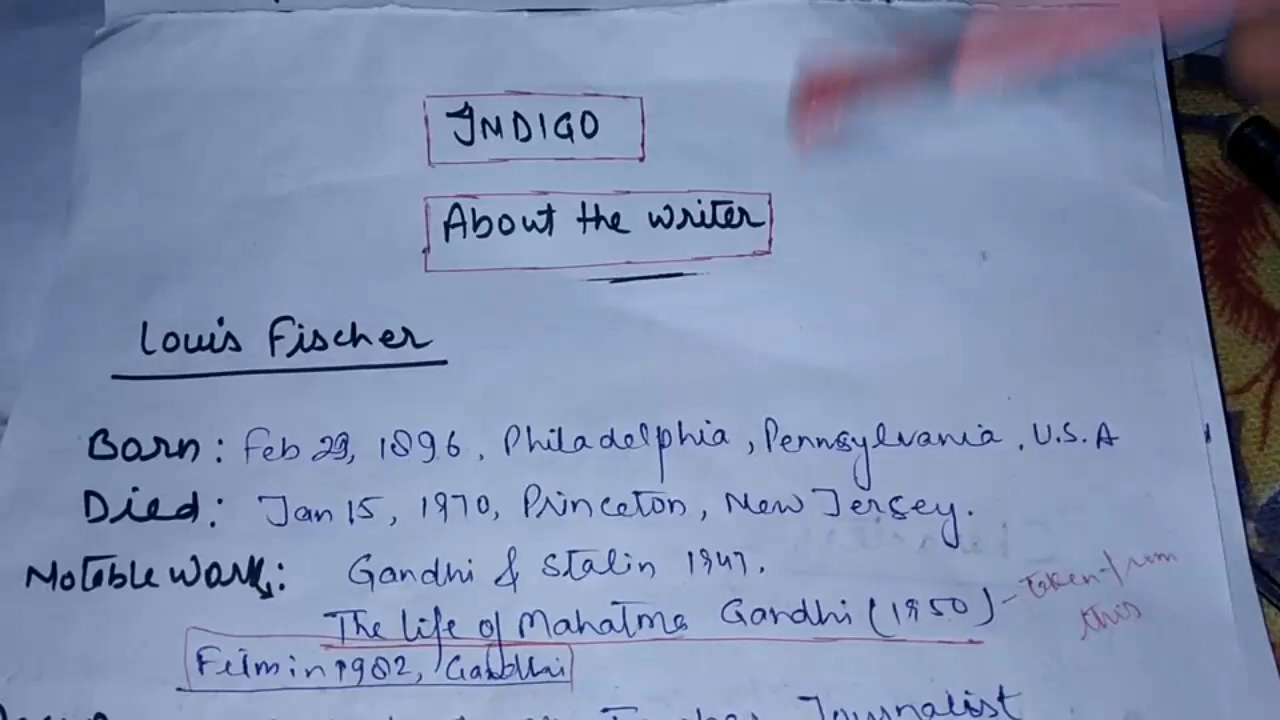 INDIGO
About the writer
Louis Fischer
Born: Feb 29, 1896, Philadelphia, Pennsylvania, U.S.A
Died: Jan 15, 1970, Princeton, New Jersey.
Notable work: Gandhi & Stalin 1947.
The life of Mahatma Gandhi (1950) - taken from
this
Film in 1982, Gandhi
Journalist